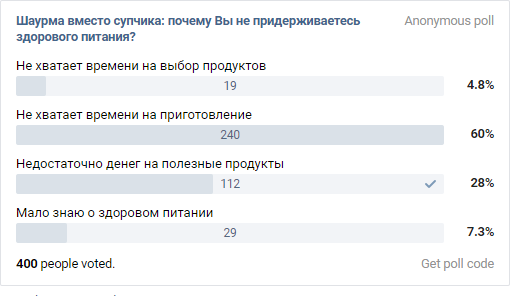 Шаурма вместо супчика: почему Вы не придерживаетесь здорового питания?
Anonymous poll
Не хватает времени на выбор продуктов
19
4.8%
Не хватает времени на приготовление
240
60%
Недостаточно денег на полезные продукты
112
28%
Мало знаю о здоровом питании
29
7.3%
400 people voted.
Get poll code